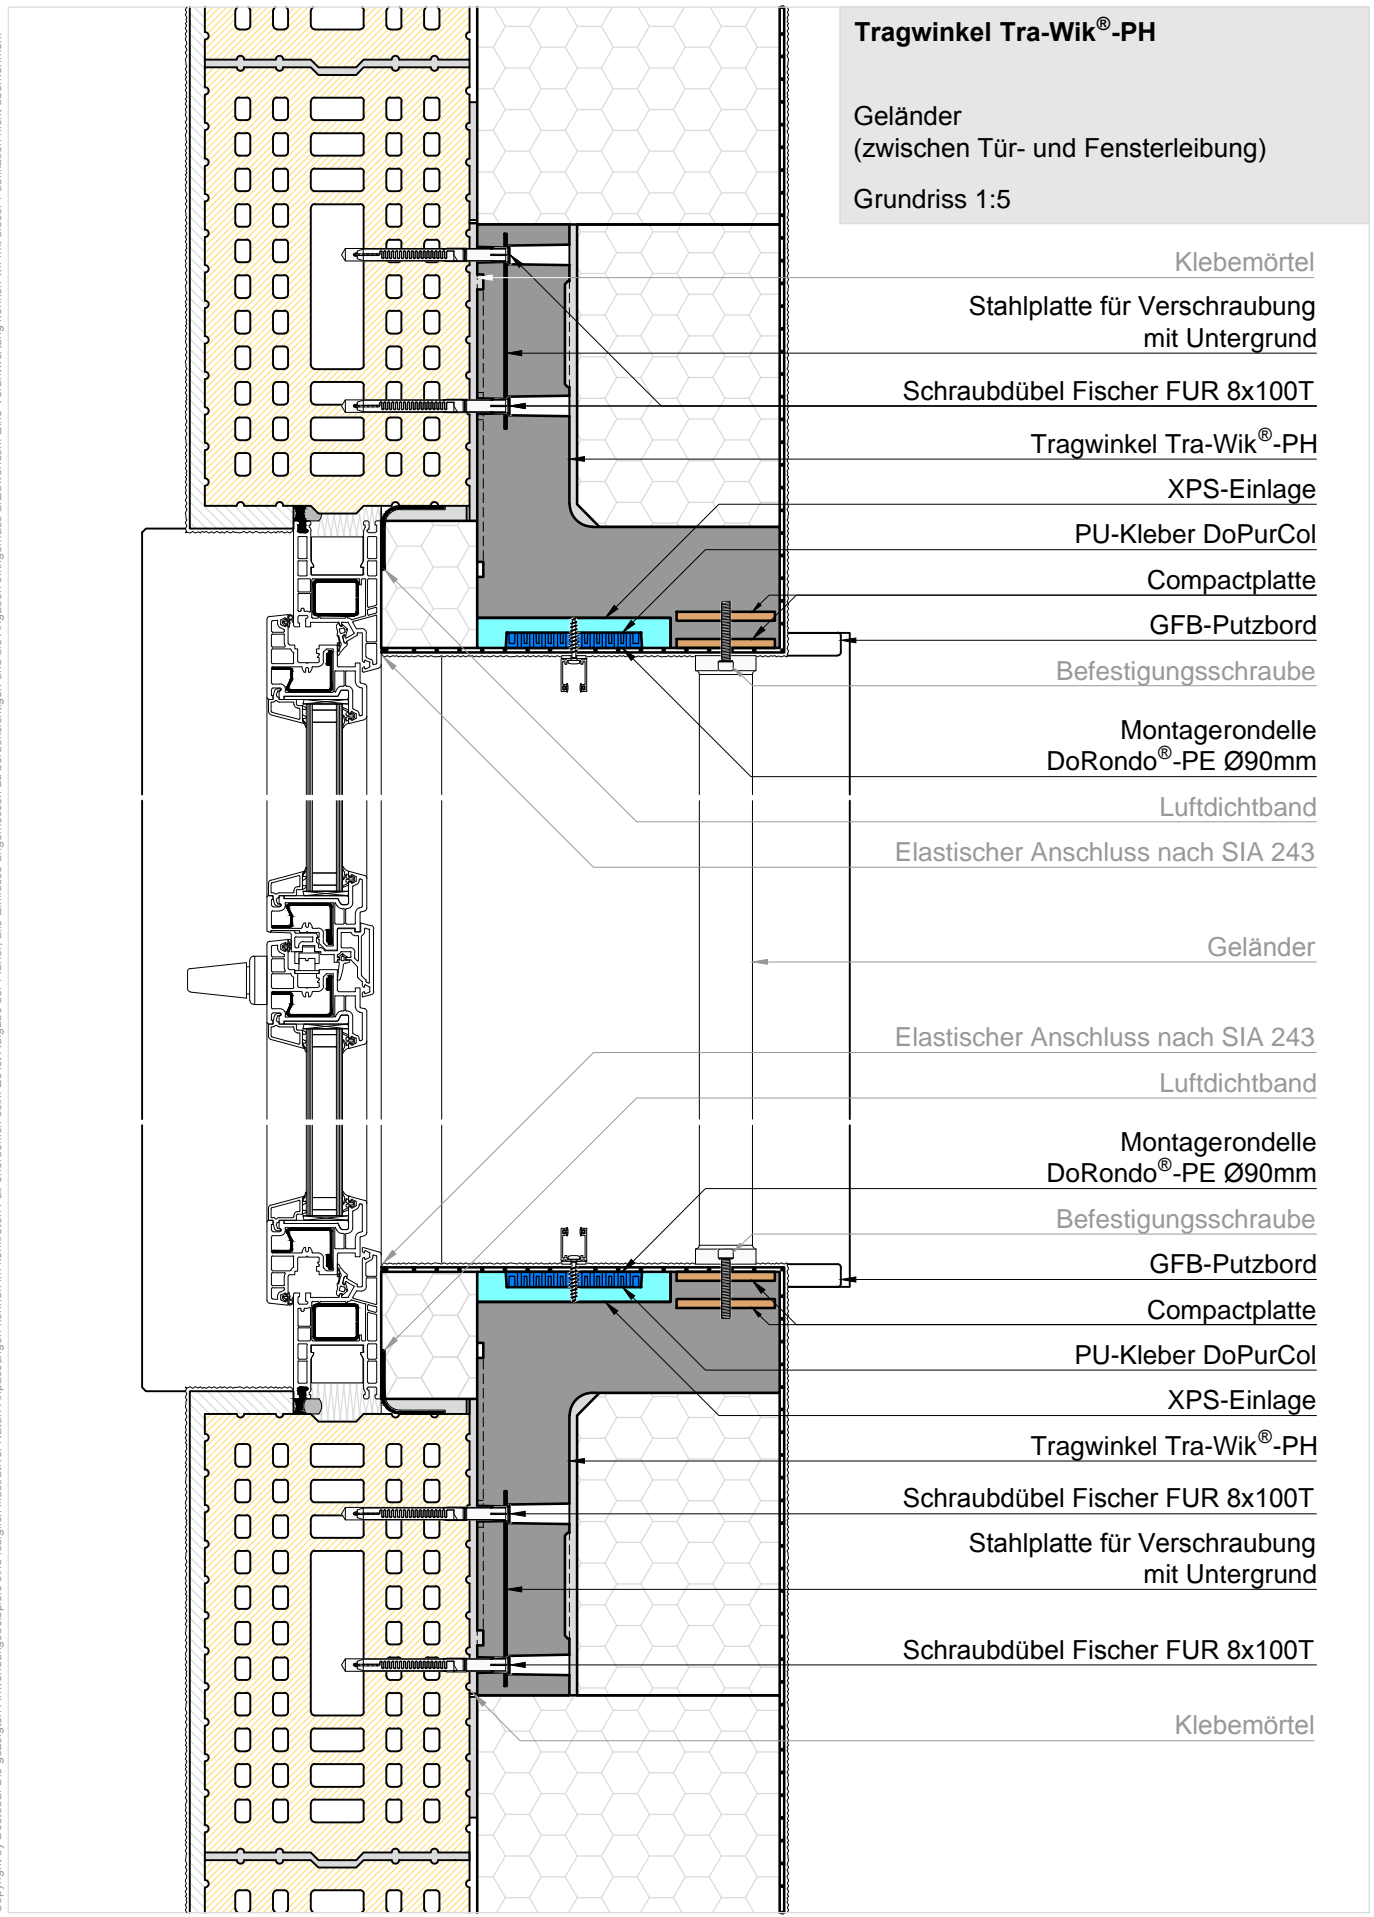 Tragwinkel Tra-Wik®-PH
Geländer
(zwischen Tür- und Fensterleibung)
Grundriss 1:5
Klebemörtel
Stahlplatte für Verschraubung
mit Untergrund
Schraubdübel Fischer FUR 8x100T
Tragwinkel Tra-Wik®-PH
XPS-Einlage
PU-Kleber DoPurCol
Compactplatte
GFB-Putzbord
Befestigungsschraube
Montagerondelle
DoRondo®-PE Ø90mm
Luftdichtband
Elastischer Anschluss nach SIA 243
Geländer
Elastischer Anschluss nach SIA 243
Luftdichtband
Montagerondelle
DoRondo®-PE Ø90mm
Befestigungsschraube
GFB-Putzbord
Compactplatte
PU-Kleber DoPurCol
XPS-Einlage
Tragwinkel Tra-Wik®-PH
Schraubdübel Fischer FUR 8x100T
Stahlplatte für Verschraubung
mit Untergrund
Schraubdübel Fischer FUR 8x100T
Klebemörtel